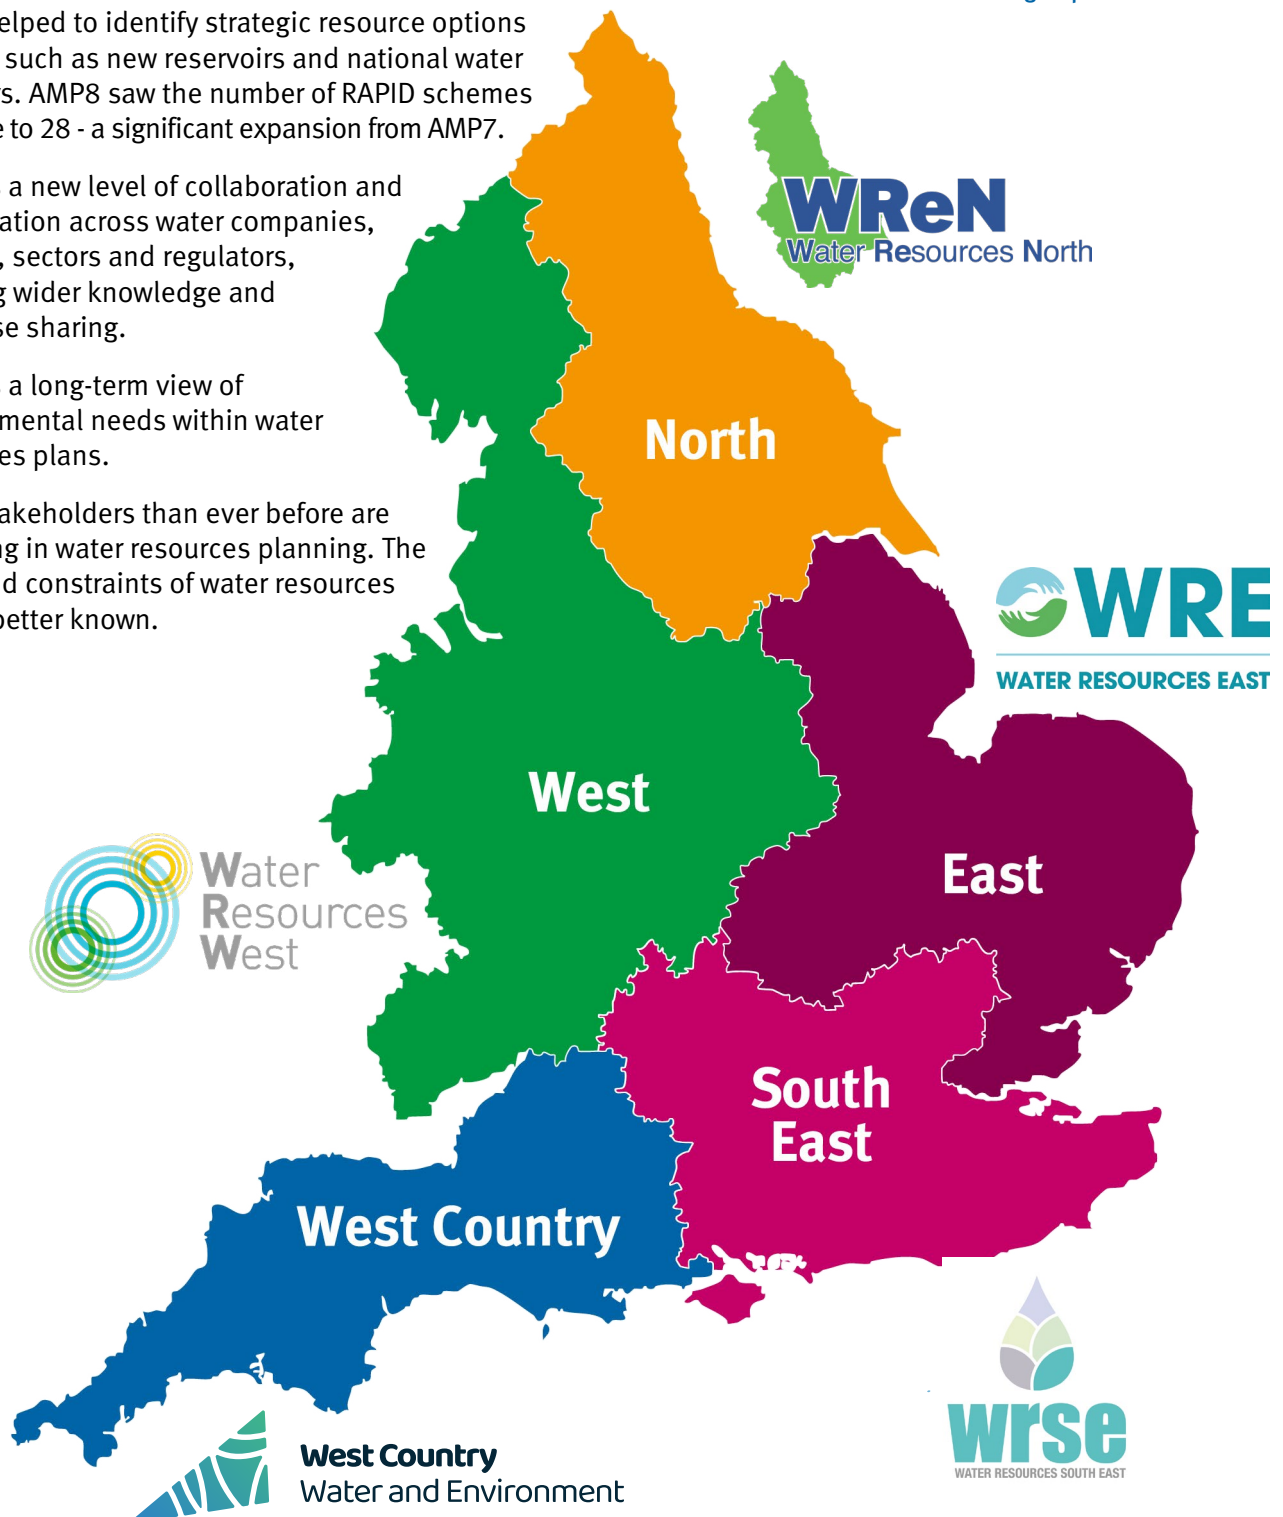 elped to identify strategic resource options
such as new reservoirs and national water
s. AMP8 saw the number of RAPID schemes
e to 28 - a significant expansion from AMP7.
a new level of collaboration and
ation across water companies,
, sectors and regulators,
g wider knowledge and
se sharing.
a long-term view of
mental needs within water
es plans.
akeholders than ever before are
ng in water resources planning. The
d constraints of water resources
better known.
WReN
Water Resources North
North
WRE
WATER RESOURCES EAST
West
East
Water
Resources
West
South
East
West Country
wrse
WATER RESOURCES SOUTH EAST
West Country
Water and Environment